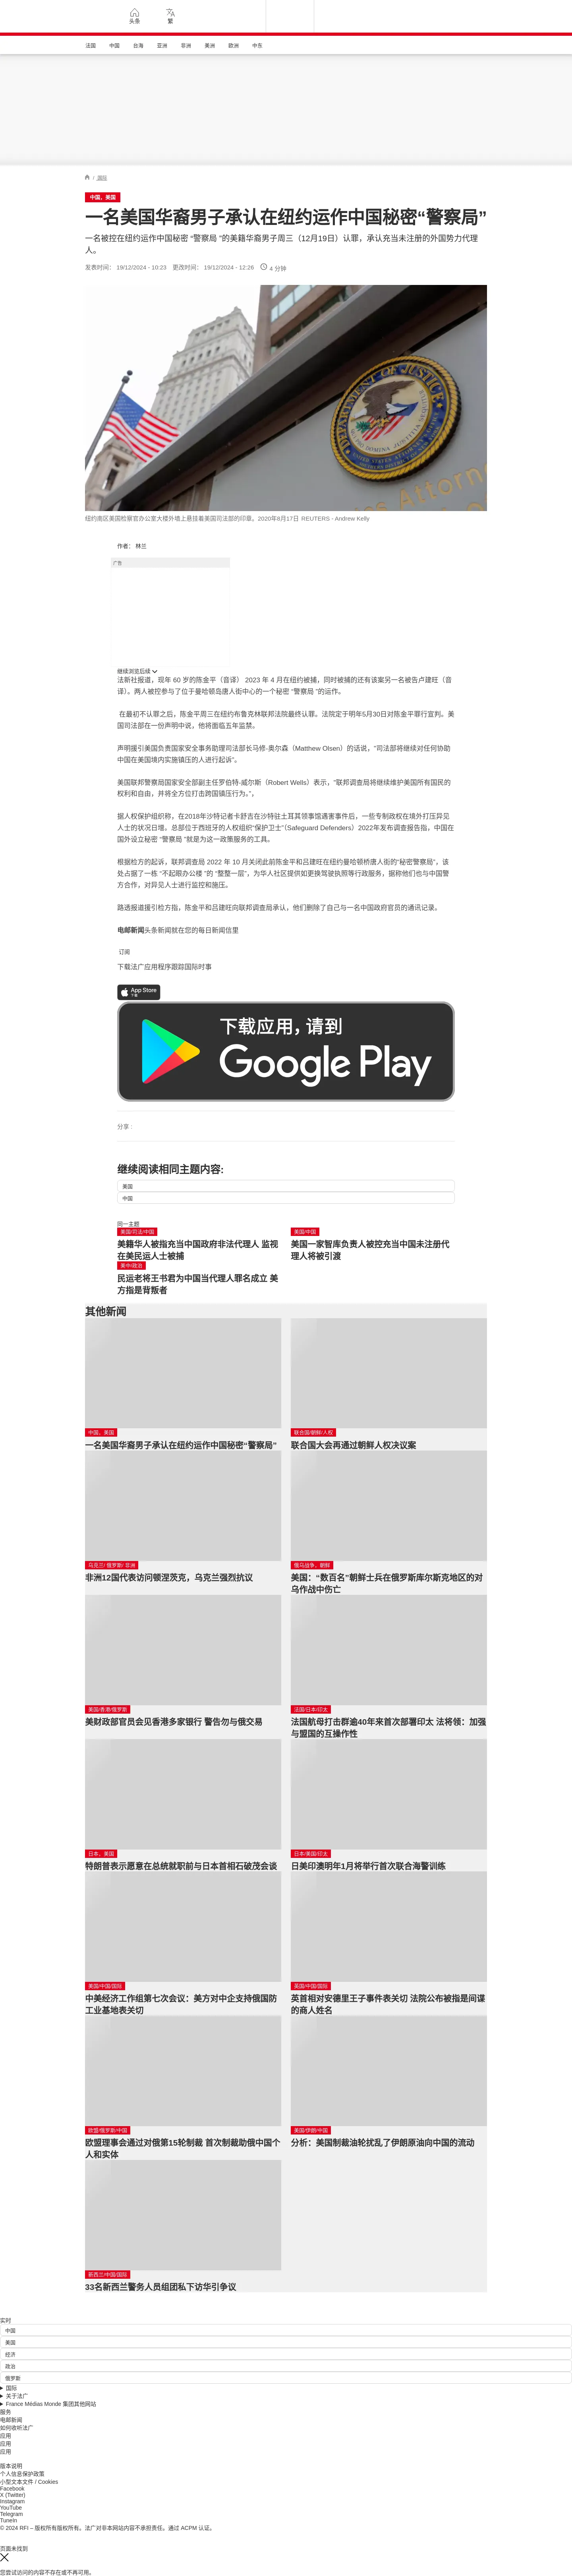 头条
繁
法国
中国
台海
亚洲
非洲
美洲
欧洲
中东
/ 国际
中国，美国
一名美国华裔男子承认在纽约运作中国秘密“警察局”
一名被控在纽约运作中国秘密 “警察局 ”的美籍华裔男子周三（12月19日）认罪，承认充当未注册的外国势力代理
人。
发表时间： 19/12/2024 - 10:23 更改时间： 19/12/2024 - 12:26 4 分钟
纽约南区美国检察官办公室大楼外墙上悬挂着美国司法部的印章。2020年8月17日 REUTERS - Andrew Kelly
作者： 林兰
广告
继续浏览后续
法新社报道，现年 60 岁的陈金平（音译） 2023 年 4 月在纽约被捕，同时被捕的还有该案另一名被告卢建旺（音
译）。两人被控参与了位于曼哈顿岛唐人街中心的一个秘密 “警察局 ”的运作。
在最初不认罪之后，陈金平周三在纽约布鲁克林联邦法院最终认罪。法院定于明年5月30日对陈金平罪行宣判。美
国司法部在一份声明中说，他将面临五年监禁。
声明援引美国负责国家安全事务助理司法部长马修-奥尔森（Matthew Olsen）的话说，“司法部将继续对任何协助
中国在美国境内实施镇压的人进行起诉”。
美国联邦警察局国家安全部副主任罗伯特-威尔斯（Robert Wells）表示，“联邦调查局将继续维护美国所有国民的
权利和自由，并将全方位打击跨国镇压行为。”，
据人权保护组织称，在2018年沙特记者卡舒吉在沙特驻土耳其领事馆遇害事件后，一些专制政权在境外打压异见
人士的状况日增。总部位于西班牙的人权组织“保护卫士”（Safeguard Defenders）2022年发布调查报告指，中国在
国外设立秘密 “警察局 ”就是为这一政策服务的工具。
根据检方的起诉，联邦调查局 2022 年 10 月关闭此前陈金平和吕建旺在纽约曼哈顿桥唐人街的“秘密警察局”，该
处占据了一栋 “不起眼办公楼 ”的 “整整一层”，为华人社区提供如更换驾驶执照等行政服务，据称他们也与中国警
方合作，对异见人士进行监控和施压。
路透报道援引检方指，陈金平和吕建旺向联邦调查局承认，他们删除了自己与一名中国政府官员的通讯记录。
电邮新闻头条新闻就在您的每日新闻信里
订阅
下载法广应用程序跟踪国际时事
App Store
下载应用，请到
Google Play
分享 :
继续阅读相同主题内容:
美国
中国
同一主题
美国/司法/中国
美籍华人被指充当中国政府非法代理人 监视
在美民运人士被捕
美国/中国
美国一家智库负责人被控充当中国未注册代
理人将被引渡
美中/政治
民运老将王书君为中国当代理人罪名成立 美
方指是背叛者
其他新闻
中国，美国
一名美国华裔男子承认在纽约运作中国秘密“警察局”
联合国/朝鲜/人权
联合国大会再通过朝鲜人权决议案
乌克兰/ 俄罗斯/ 非洲
非洲12国代表访问顿涅茨克，乌克兰强烈抗议
俄乌战争，朝鲜
美国：“数百名”朝鲜士兵在俄罗斯库尔斯克地区的对
乌作战中伤亡
美国/香港/俄罗斯
美财政部官员会见香港多家银行 警告勿与俄交易
法国/日本/印太
法国航母打击群逾40年来首次部署印太 法将领：加强
与盟国的互操作性
日本，美国
特朗普表示愿意在总统就职前与日本首相石破茂会谈
日本/美国/印太
日美印澳明年1月将举行首次联合海警训练
美国/中国/国际
中美经济工作组第七次会议：美方对中企支持俄国防
工业基地表关切
英国/中国/国际
英首相对安德里王子事件表关切 法院公布被指是间谍
的商人姓名
欧盟/俄罗斯/中国
欧盟理事会通过对俄第15轮制裁 首次制裁助俄中国个
人和实体
美国/伊朗/中国
分析：美国制裁油轮扰乱了伊朗原油向中国的流动
新西兰/中国/国际
33名新西兰警务人员组团私下访华引争议
实时
中国
美国
经济
政治
俄罗斯
国际
关于法广
France Médias Monde 集团其他网站
服务
电邮新闻
如何收听法广
应用
应用
应用
版本说明
个人信息保护政策
小型文本文件 / Cookies
Facebook
X (Twitter)
Instagram
YouTube
Telegram
TuneIn
© 2024 RFI – 版权所有版权所有。法广对非本网站内容不承担责任。通过 ACPM 认证。
页面未找到
您尝试访问的内容不存在或不再可用。